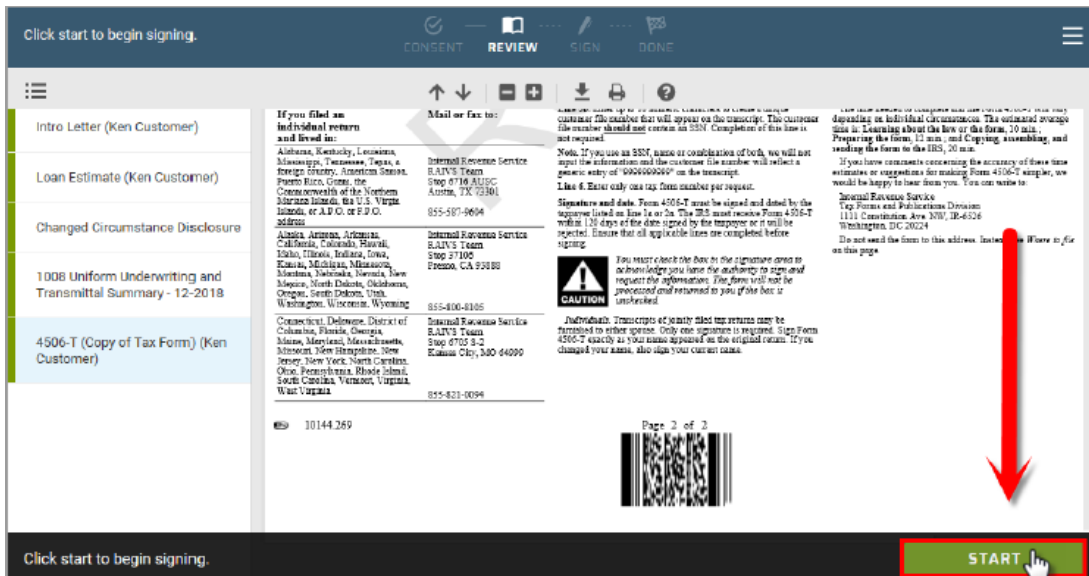 Click start to begin signing.
CONSENT
REVIEW
SIGN
DONE
Intro Letter (Ken Customer)
Loan Estimate (Ken Customer)
Changed Circumstance Disclosure
1008 Uniform Underwriting and
Transmittal Summary - 12-2018
4506-T (Copy of Tax Form) (Ken
Customer)
If you filed an
individual return
and lived in:
Mail or fax to:
Alabama, Kentucky, Louisiana,
Mississippi, Tennessee, Texas, a
foreign country, American Samoa,
Puerto Rico, Guam, the
Commonwealth of the Northern
Mariana Islands, the U.S. Virgin
Islands, or A.P.O. or F.P.O.
address
Internal Revenue Service
RAIVS Team
Stop 6716 AUSC
Austin, TX 73301
855-587-9604
Alaska, Arizona, Arkansas,
California, Colorado, Hawaii,
Idaho, Illinois, Indiana, Iowa,
Kansas, Michigan, Minnesota,
Montana, Nebraska, Nevada, New
Mexico, North Dakota, Oklahoma,
Oregon, South Dakota, Utah,
Washington, Wisconsin, Wyoming
Internal Revenue Service
RAIVS Team
Stop 37106
Fresno, CA 93888
855-800-8105
Connecticut, Delaware, District of
Columbia, Florida, Georgia,
Maine, Maryland, Massachusetts,
Missouri, New Hampshire, New
Jersey, New York, North Carolina,
Ohio, Pennsylvania, Rhode Island,
South Carolina, Vermont, Virginia,
West Virginia
Internal Revenue Service
RAIVS Team
Stop 6705 S-2
Kansas City, MO 64999
855-821-0094
10144.269
customer file number that will appear on the transcript. The customer
file number should not contain an SSN. Completion of this line is
not required.
Note. If you use an SSN, name or combination of both, we will not
input the information and the customer file number will reflect a
generic entry of "9999999999" on the transcript.
Line 6. Enter only one tax form number per request.
Signature and date. Form 4506-T must be signed and dated by the
taxpayer listed on line 1a or 2a. The IRS must receive Form 4506-T
within 120 days of the date signed by the taxpayer or it will be
rejected. Ensure that all applicable lines are completed before
signing.
CAUTION
You must check the box in the signature area to
acknowledge you have the authority to sign and
request the information. The form will not be
processed and returned to you if the box is
unchecked.
Individuals. Transcripts of jointly filed tax returns may be
furnished to either spouse. Only one signature is required. Sign Form
4506-T exactly as your name appeared on the original return. If you
changed your name, also sign your current name.
Page 2 of 2
depending on individual circumstances. The estimated average
time is: Learning about the law or the form, 10 min.;
Preparing the form, 12 min.; and Copying, assembling, and
sending the form to the IRS, 20 min.
If you have comments concerning the accuracy of these time
estimates or suggestions for making Form 4506-T simpler, we
would be happy to hear from you. You can write to:
Internal Revenue Service
Tax Forms and Publications Division
1111 Constitution Ave. NW, IR-6526
Washington, DC 20224
Do not send the form to this address. Where to file
on this page.
Click start to begin signing.
START